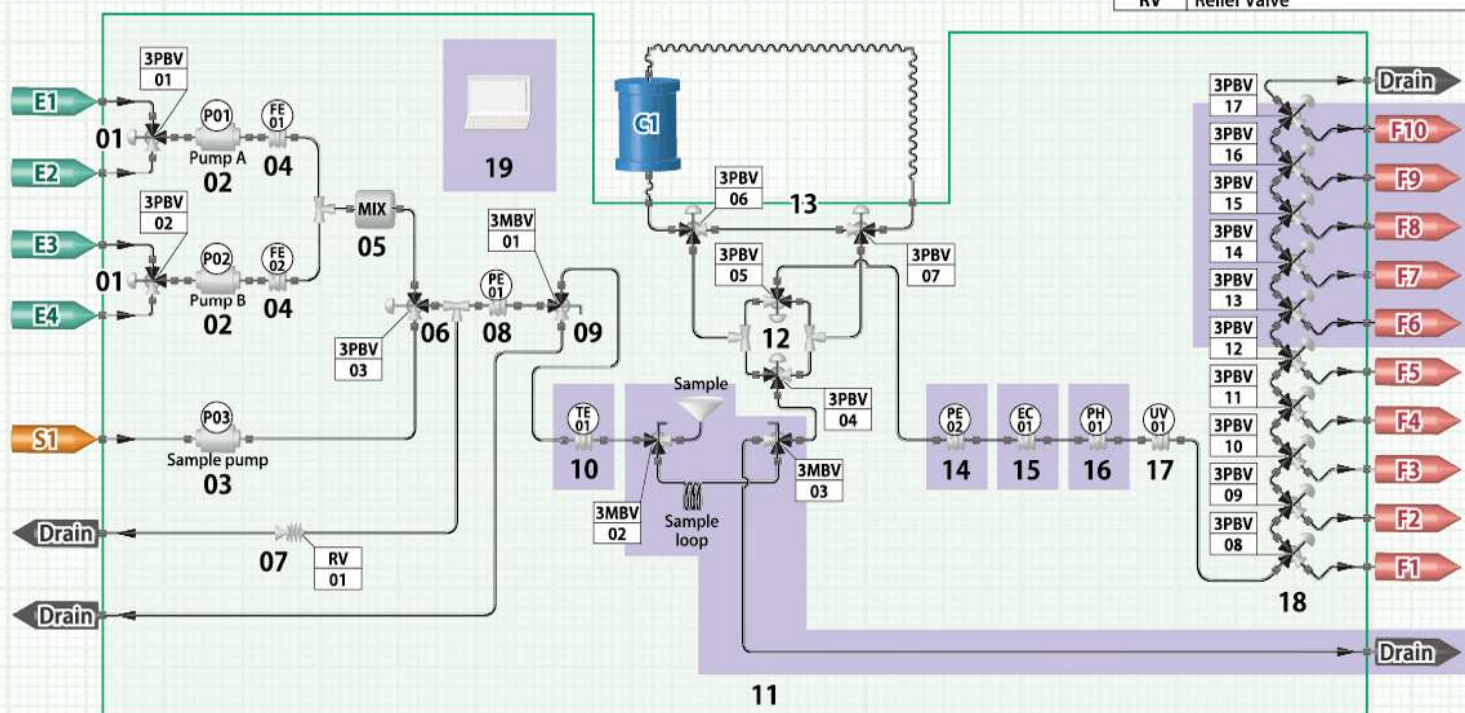 RV Relief Valve
3PBV
01
E1
P01
FE
01
01
Pump A
04
E2
02
3PBV
02
E3
P02
FE
02
01
Pump B
04
E4
02
MIX
05
19
C1
3PBV
06
13
3MBV
01
3PBV
05
3PBV
07
PE
01
06
08
09
12
3PBV
03
3PBV
04
S1
P03
Sample pump
03
TE
01
10
Sample
3MBV
02
Sample
loop
3MBV
03
PE
02
14
EC
01
15
PH
01
16
UV
01
17
Drain
07
RV
01
Drain
11
3PBV
17
Drain
3PBV
16
F10
3PBV
15
F9
3PBV
14
F8
3PBV
13
F7
3PBV
12
F6
3PBV
11
F5
3PBV
10
F4
3PBV
09
F3
3PBV
08
F2
F1
18
Drain